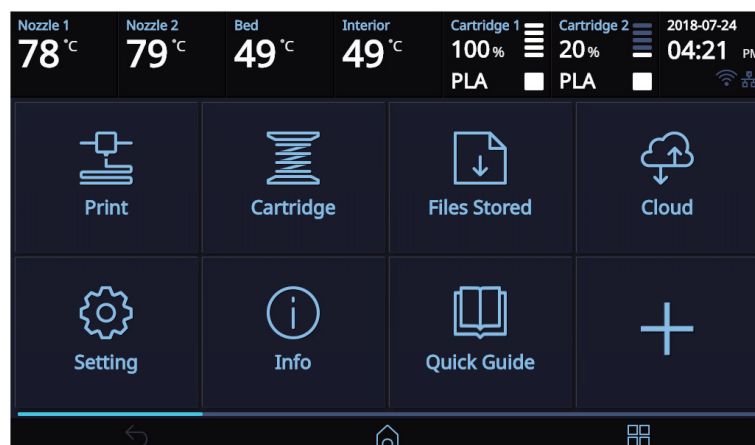 Nozzle 1
78 °C
Nozzle 2
79 °C
Bed
49 °C
Interior
49 °C
Cartridge 1
100 %
PLA
Cartridge 2
20 %
PLA
2018-07-24
04:21 PM
Print
Cartridge
Files Stored
Cloud
Setting
Info
Quick Guide